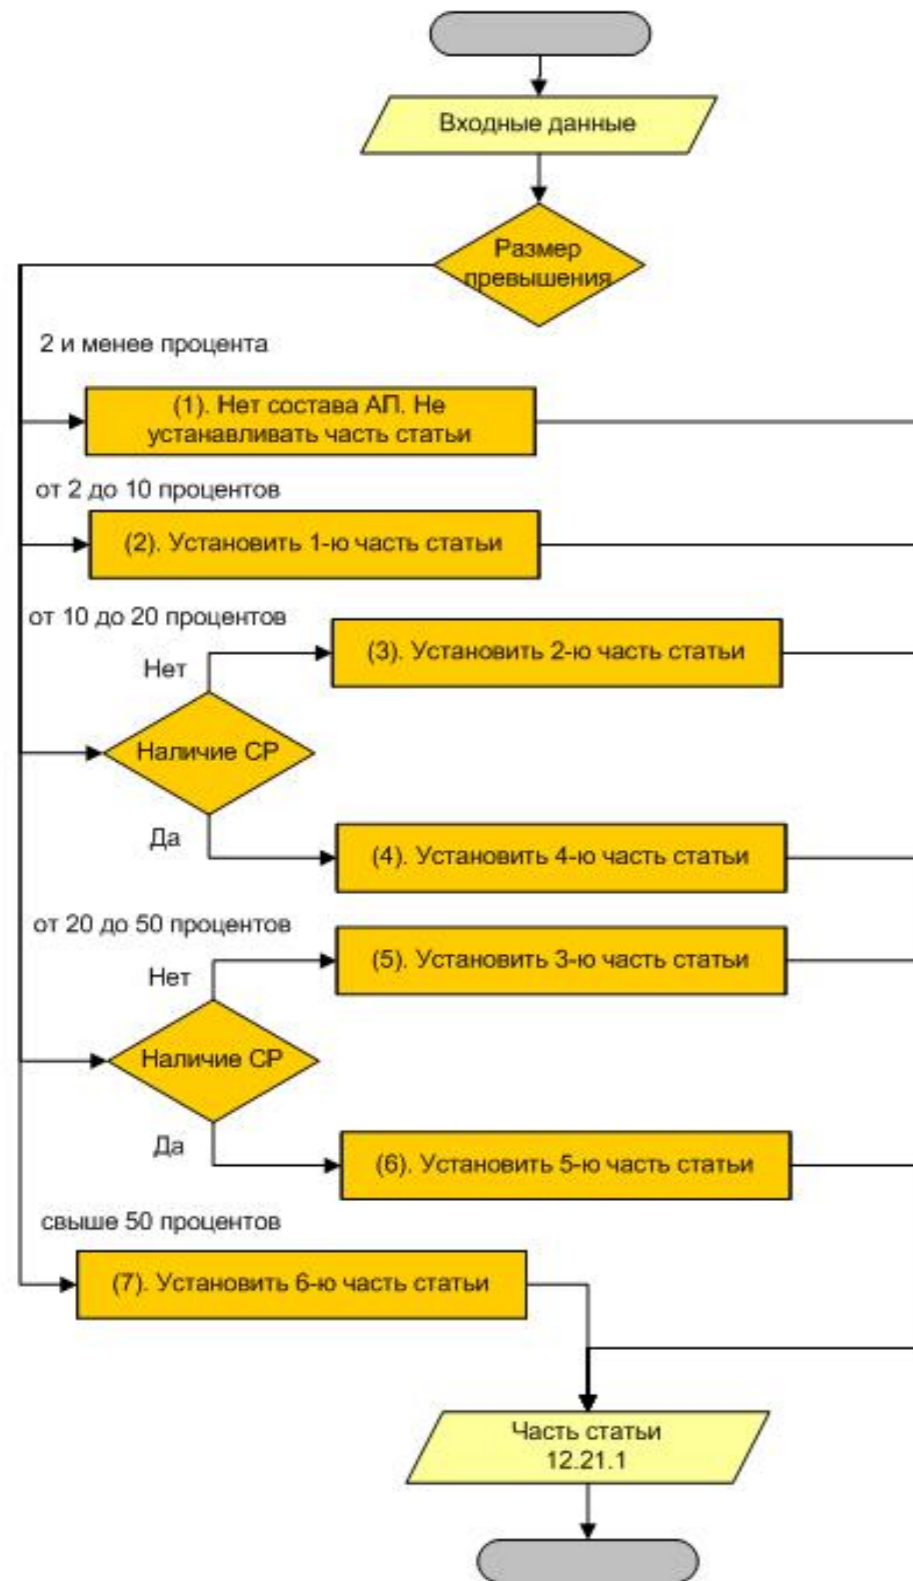 Входные данные
Размер
превышения
2 и менее процента
(1). Нет состава АП. Не
устанавливать часть статьи
от 2 до 10 процентов
(2). Установить 1-ю часть статьи
от 10 до 20 процентов
(3). Установить 2-ю часть статьи
Нет
Наличие СР
Да
(4). Установить 4-ю часть статьи
от 20 до 50 процентов
(5). Установить 3-ю часть статьи
Нет
Наличие СР
Да
(6). Установить 5-ю часть статьи
свыше 50 процентов
(7). Установить 6-ю часть статьи
Часть статьи
12.21.1